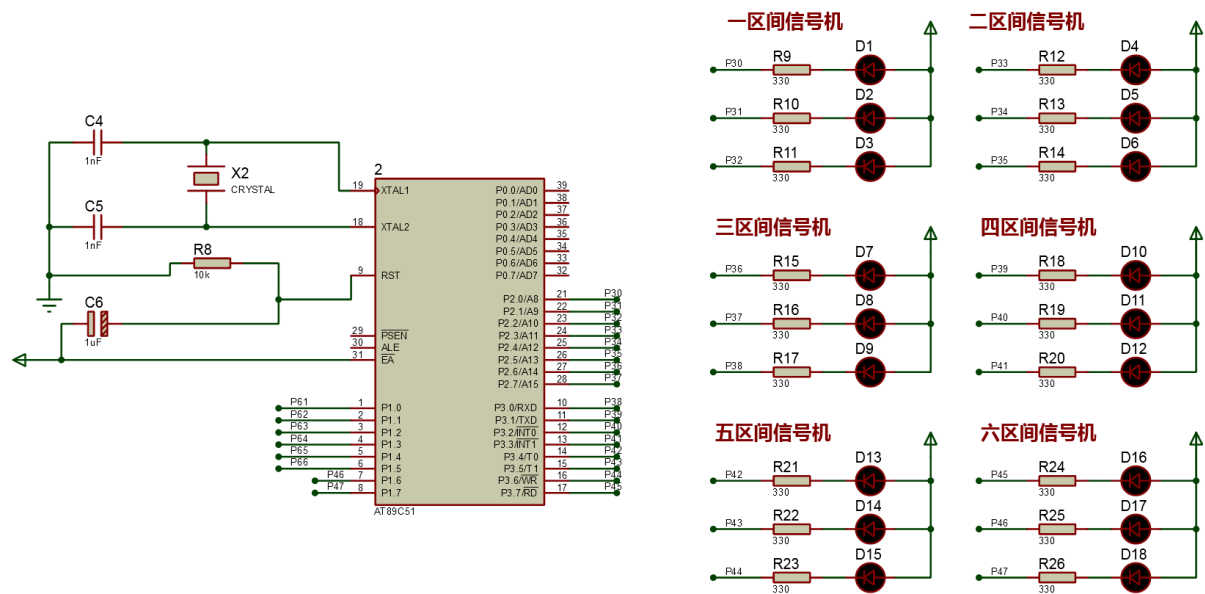 一区间信号机
二区间信号机
P30 R9 330 D1
P31 R10 330 D2
P32 R11 330 D3
P33 R12 330 D4
P34 R13 330 D5
P35 R14 330 D6
C4
1nF
X2
CRYSTAL
C5
1nF
R8
10k
C6
1uF
2
19 XTAL1
18 XTAL2
9 RST
29 PSEN
30 ALE
31 EA
P61 1 P1.0
P62 2 P1.1
P63 3 P1.2
P64 4 P1.3
P65 5 P1.4
P66 6 P1.5
P46 7 P1.6
P47 8 P1.7
P0.0/AD0 39
P0.1/AD1 38
P0.2/AD2 37
P0.3/AD3 36
P0.4/AD4 35
P0.5/AD5 34
P0.6/AD6 33
P0.7/AD7 32
P2.0/A8 21 P30
P2.1/A9 22 P31
P2.2/A10 23 P32
P2.3/A11 24 P33
P2.4/A12 25 P34
P2.5/A13 26 P35
P2.6/A14 27 P36
P2.7/A15 28 P37
P3.0/RXD 10 P38
P3.1/TXD 11 P39
P3.2/INT0 12 P40
P3.3/INT1 13 P41
P3.4/T0 14 P42
P3.5/T1 15 P43
P3.6/WR 16 P44
P3.7/RD 17 P45
AT89C51
三区间信号机
四区间信号机
P36 R15 330 D7
P37 R16 330 D8
P38 R17 330 D9
P39 R18 330 D10
P40 R19 330 D11
P41 R20 330 D12
五区间信号机
六区间信号机
P42 R21 330 D13
P43 R22 330 D14
P44 R23 330 D15
P45 R24 330 D16
P46 R25 330 D17
P47 R26 330 D18